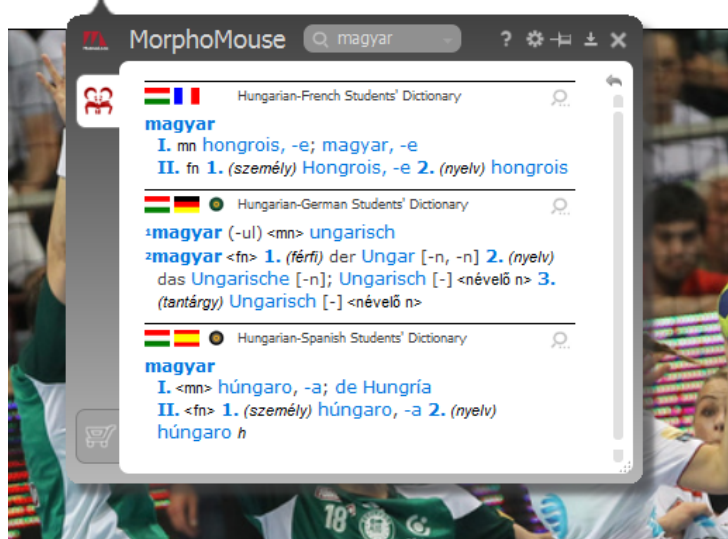 MorphoMouse magyar ?
Hungarian-French Students' Dictionary
magyar
I. mn hongrois, -e; magyar, -e
II. fn 1. (személy) Hongrois, -e 2. (nyelv) hongrois
Hungarian-German Students' Dictionary
1magyar (-ul) <mn> ungarisch
2magyar <fn> 1. (férfi) der Ungar [-n, -n] 2. (nyelv)
das Ungarische [-n]; Ungarisch [-] <névelő n> 3.
(tantárgy) Ungarisch [-] <névelő n>
Hungarian-Spanish Students' Dictionary
magyar
I. <mn> húngaro, -a; de Hungría
II. <fn> 1. (személy) húngaro, -a 2. (nyelv)
húngaro h
18